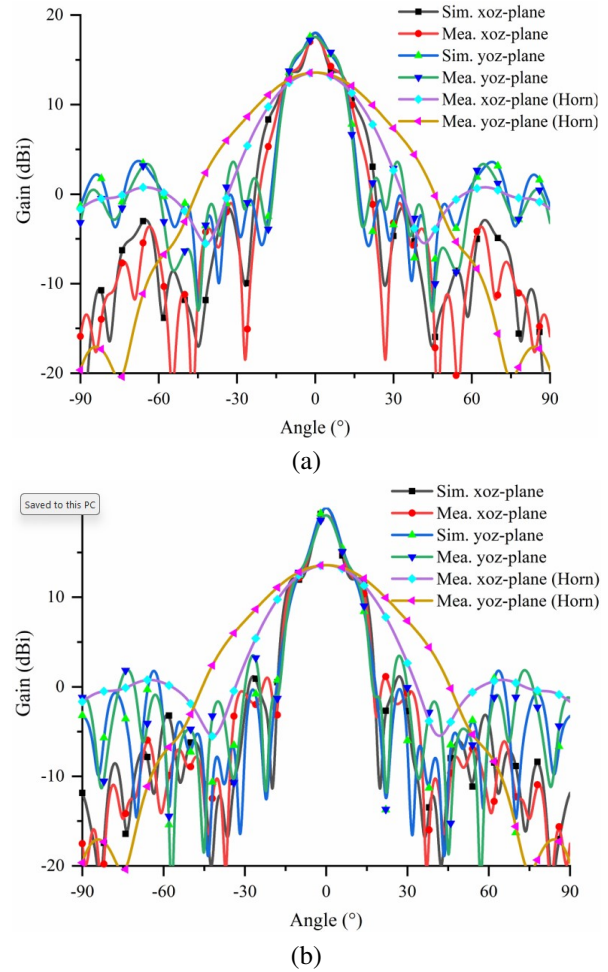 20
10
0
-10
-20
Gain (dBi)
-90 -60 -30 0 30 60 90
Angle (°)
Sim. xoz-plane
Mea. xoz-plane
Sim. yoz-plane
Mea. yoz-plane
Mea. xoz-plane (Horn)
Mea. yoz-plane (Horn)
(a)
Saved to this PC
10
0
-10
-20
Gain (dBi)
-90 -60 -30 0 30 60 90
Angle (°)
Sim. xoz-plane
Mea. xoz-plane
Sim. yoz-plane
Mea. yoz-plane
Mea. xoz-plane (Horn)
Mea. yoz-plane (Horn)
(b)